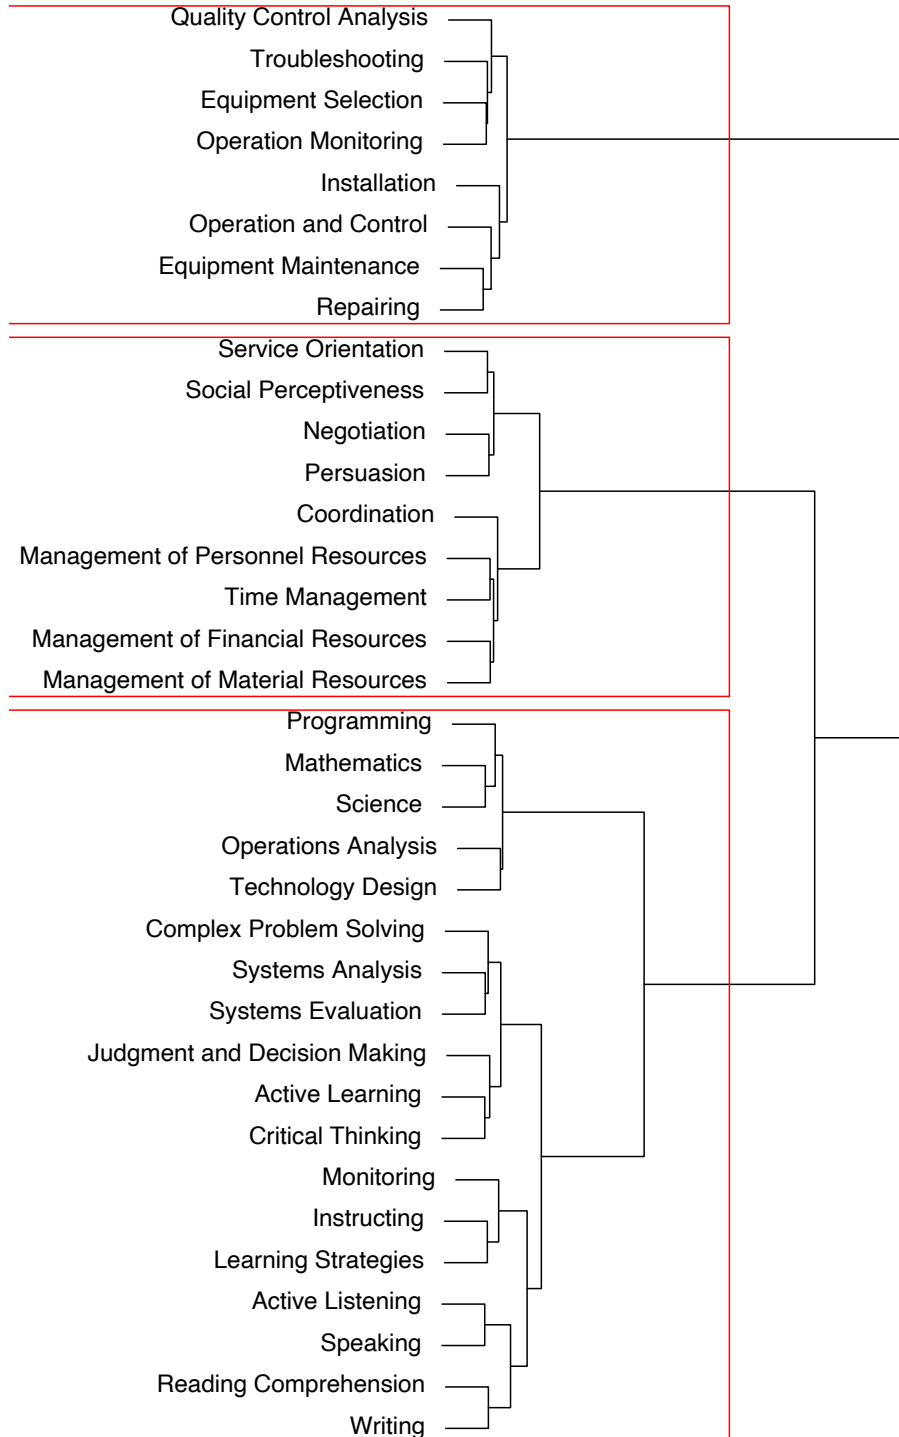 Quality Control Analysis
Troubleshooting
Equipment Selection
Operation Monitoring
Installation
Operation and Control
Equipment Maintenance
Repairing
Service Orientation
Social Perceptiveness
Negotiation
Persuasion
Coordination
Management of Personnel Resources
Time Management
Management of Financial Resources
Management of Material Resources
Programming
Mathematics
Science
Operations Analysis
Technology Design
Complex Problem Solving
Systems Analysis
Systems Evaluation
Judgment and Decision Making
Active Learning
Critical Thinking
Monitoring
Instructing
Learning Strategies
Active Listening
Speaking
Reading Comprehension
Writing